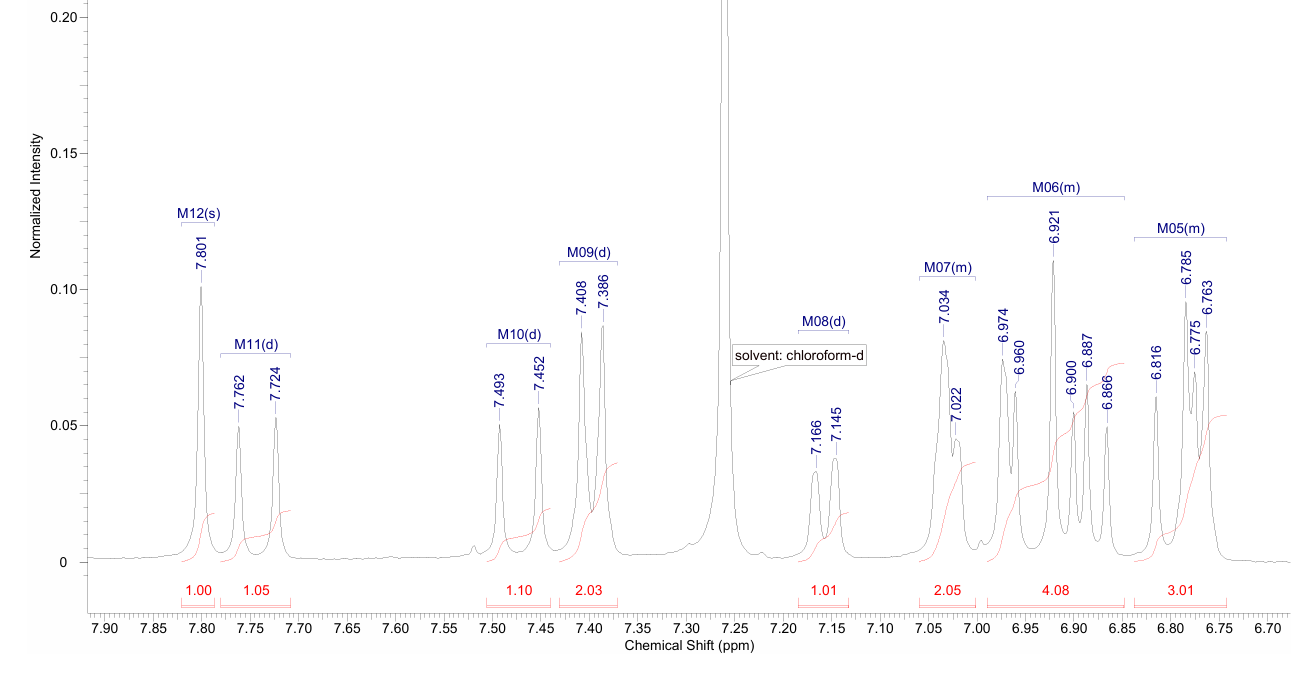 0.20
0.15
0.10
0.05
0
Normalized Intensity
M12(s)
7.801
M11(d)
7.762
7.724
M10(d)
7.493
7.452
M09(d)
7.408
7.386
solvent: chloroform-d
M08(d)
7.166
7.145
M07(m)
7.034
7.022
M06(m)
6.974
6.960
6.921
6.900
6.887
6.866
M05(m)
6.816
6.785
6.775
6.763
1.00 1.05 1.10 2.03 1.01 2.05 4.08 3.01
7.90 7.85 7.80 7.75 7.70 7.65 7.60 7.55 7.50 7.45 7.40 7.35 7.30 7.25 7.20 7.15 7.10 7.05 7.00 6.95 6.90 6.85 6.80 6.75 6.70
Chemical Shift (ppm)